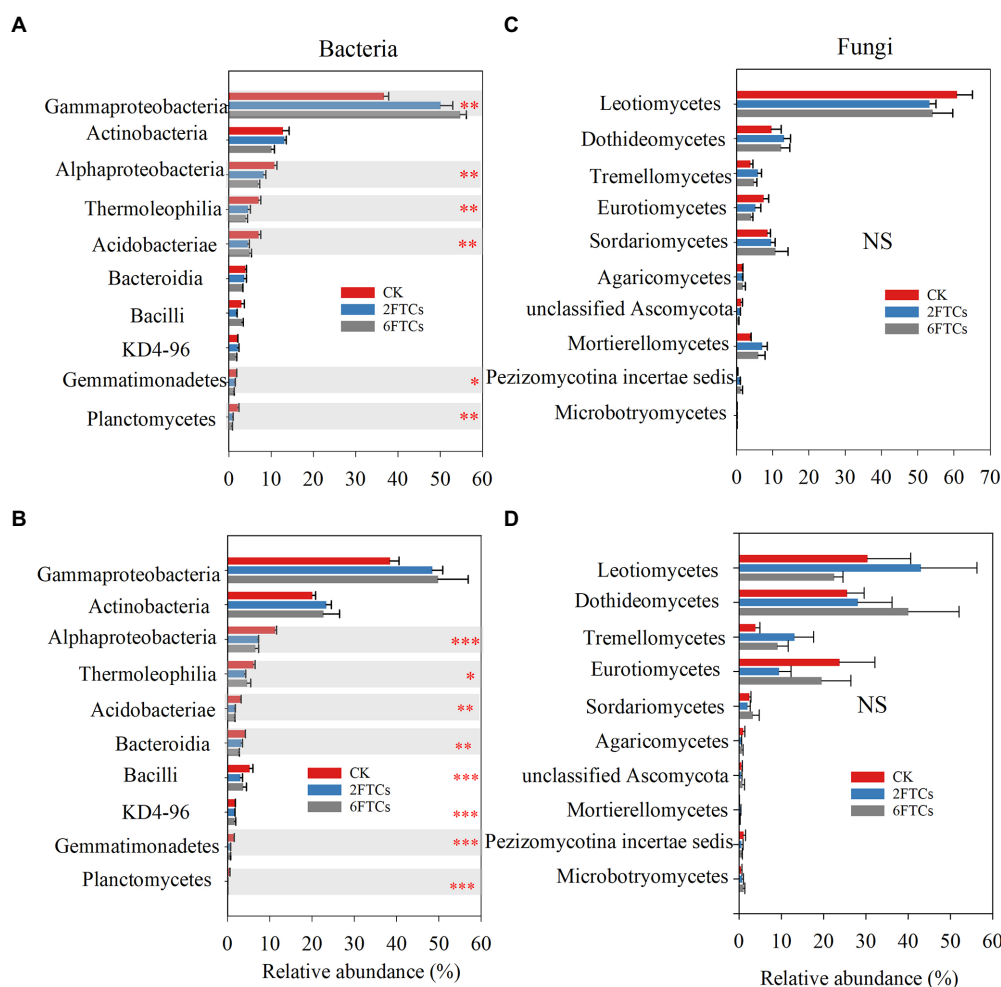 A
Bacteria
Gammaproteobacteria
**
Actinobacteria
Alphaproteobacteria
**
Thermoleophilia
**
Acidobacteriae
**
Bacteroidia
Bacilli
KD4-96
Gemmatimonadetes
*
Planctomycetes
**
CK
2FTCs
6FTCs
0 10 20 30 40 50 60
C
Fungi
Leotiomycetes
Dothideomycetes
Tremellomycetes
Eurotiomycetes
Sordariomycetes
NS
Agaricomycetes
unclassified Ascomycota
Mortierellomycetes
Pezizomycotina incertae sedis
Microbotryomycetes
CK
2FTCs
6FTCs
0 10 20 30 40 50 60 70
B
Gammaproteobacteria
Actinobacteria
Alphaproteobacteria
***
Thermoleophilia
*
Acidobacteriae
**
Bacteroidia
**
Bacilli
***
KD4-96
***
Gemmatimonadetes
***
Planctomycetes
***
CK
2FTCs
6FTCs
0 10 20 30 40 50 60
Relative abundance (%)
D
Leotiomycetes
Dothideomycetes
Tremellomycetes
Eurotiomycetes
Sordariomycetes
NS
Agaricomycetes
unclassified Ascomycota
Mortierellomycetes
Pezizomycotina incertae sedis
Microbotryomycetes
CK
2FTCs
6FTCs
0 10 20 30 40 50 60
Relative abundance (%)